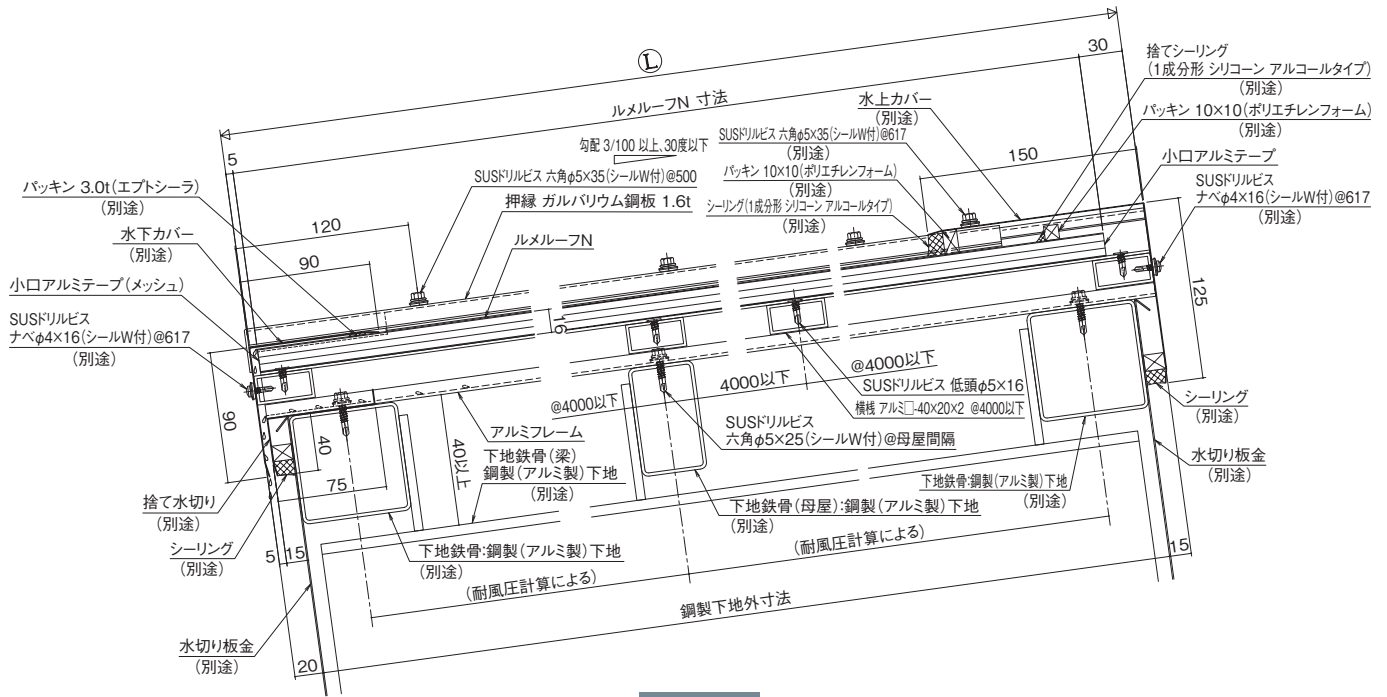 Ⓛ
ルメルーフN 寸法
30
5
勾配 3/100 以上､30度以下
捨てシーリング
(1成分形 シリコーン アルコールタイプ)
(別途)
パッキン 10×10(ポリエチレンフォーム)
(別途)
水上カバー
(別途)
SUSドリルビス 六角φ5×35(シールW付)@617
(別途)
パッキン 10×10(ポリエチレンフォーム)
(別途)
シーリング(1成分形 シリコーン アルコールタイプ)
(別途)
150
小口アルミテープ
SUSドリルビス
ナベφ4×16(シールW付)@617
(別途)
SUSドリルビス 六角φ5×35(シールW付)@500
押縁 ガルバリウム鋼板 1.6t
ルメルーフN
パッキン 3.0t(エプトシーラ)
(別途)
水下カバー
(別途)
120
90
小口アルミテープ(メッシュ)
SUSドリルビス
ナベφ4×16(シールW付)@617
(別途)
16
125
90
40
75
40以上
@4000以下
4000以下
@4000以下
SUSドリルビス 低頭φ5×16
横桟 アルミ□-40×20×2 @4000以下
SUSドリルビス
六角φ5×25(シールW付)@母屋間隔
アルミフレーム
下地鉄骨(梁)
鋼製(アルミ製)下地
(別途)
シーリング
(別途)
水切り板金
(別途)
下地鉄骨:鋼製(アルミ製)下地
(別途)
下地鉄骨(母屋):鋼製(アルミ製)下地
(別途)
捨て水切り
(別途)
シーリング
(別途)
5
15
下地鉄骨:鋼製(アルミ製)下地
(別途)
(耐風圧計算による)
(耐風圧計算による)
15
鋼製下地外寸法
水切り板金
(別途)
20